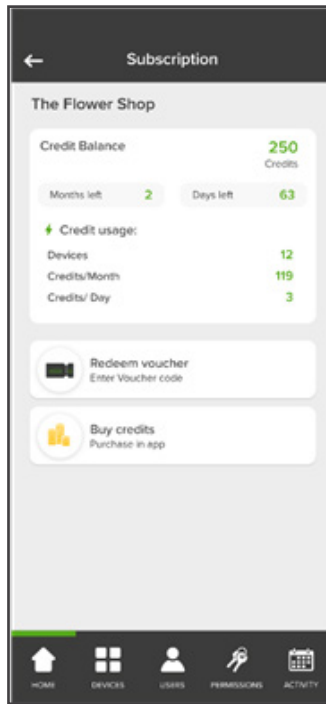 Subscription
The Flower Shop
Credit Balance
250
Credits
Months left 2 Days left 63
Credit usage:
Devices 12
Credits/Month 119
Credits/ Day 3
Redeem voucher
Enter Voucher code
Buy credits
Purchase in app
HOME DEVICES USERS PERMISSIONS ACTIVITY